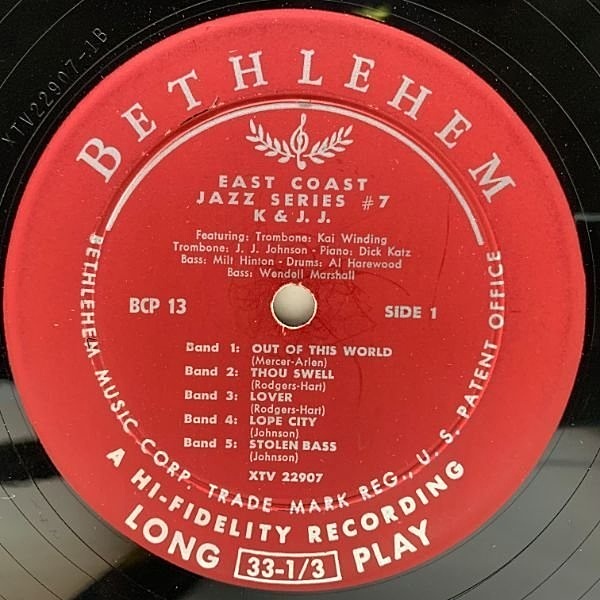 XTV22907-1B
BETHLEHEM
EAST COAST
JAZZ SERIES #7
K & J. J.
Featuring: Trombone: Kai Winding
Trombone: J. J. Johnson - Piano: Dick Katz
Bass: Milt Hinton - Drums: Al Harewood
Bass: Wendell Marshall
BCP 13
SIDE 1
Band 1: OUT OF THIS WORLD
(Mercer-Arlen)
Band 2: THOU SWELL
(Rodgers-Hart)
Band 3: LOVER
(Rodgers-Hart)
Band 4: LOPE CITY
(Johnson)
Band 5: STOLEN BASS
(Johnson)
XTV 22907
BETHLEHEM MUSIC CORP. TRADE MARK REG., U. S. PATENT OFFICE
A HI-FIDELITY RECORDING
LONG 33-1/3 PLAY